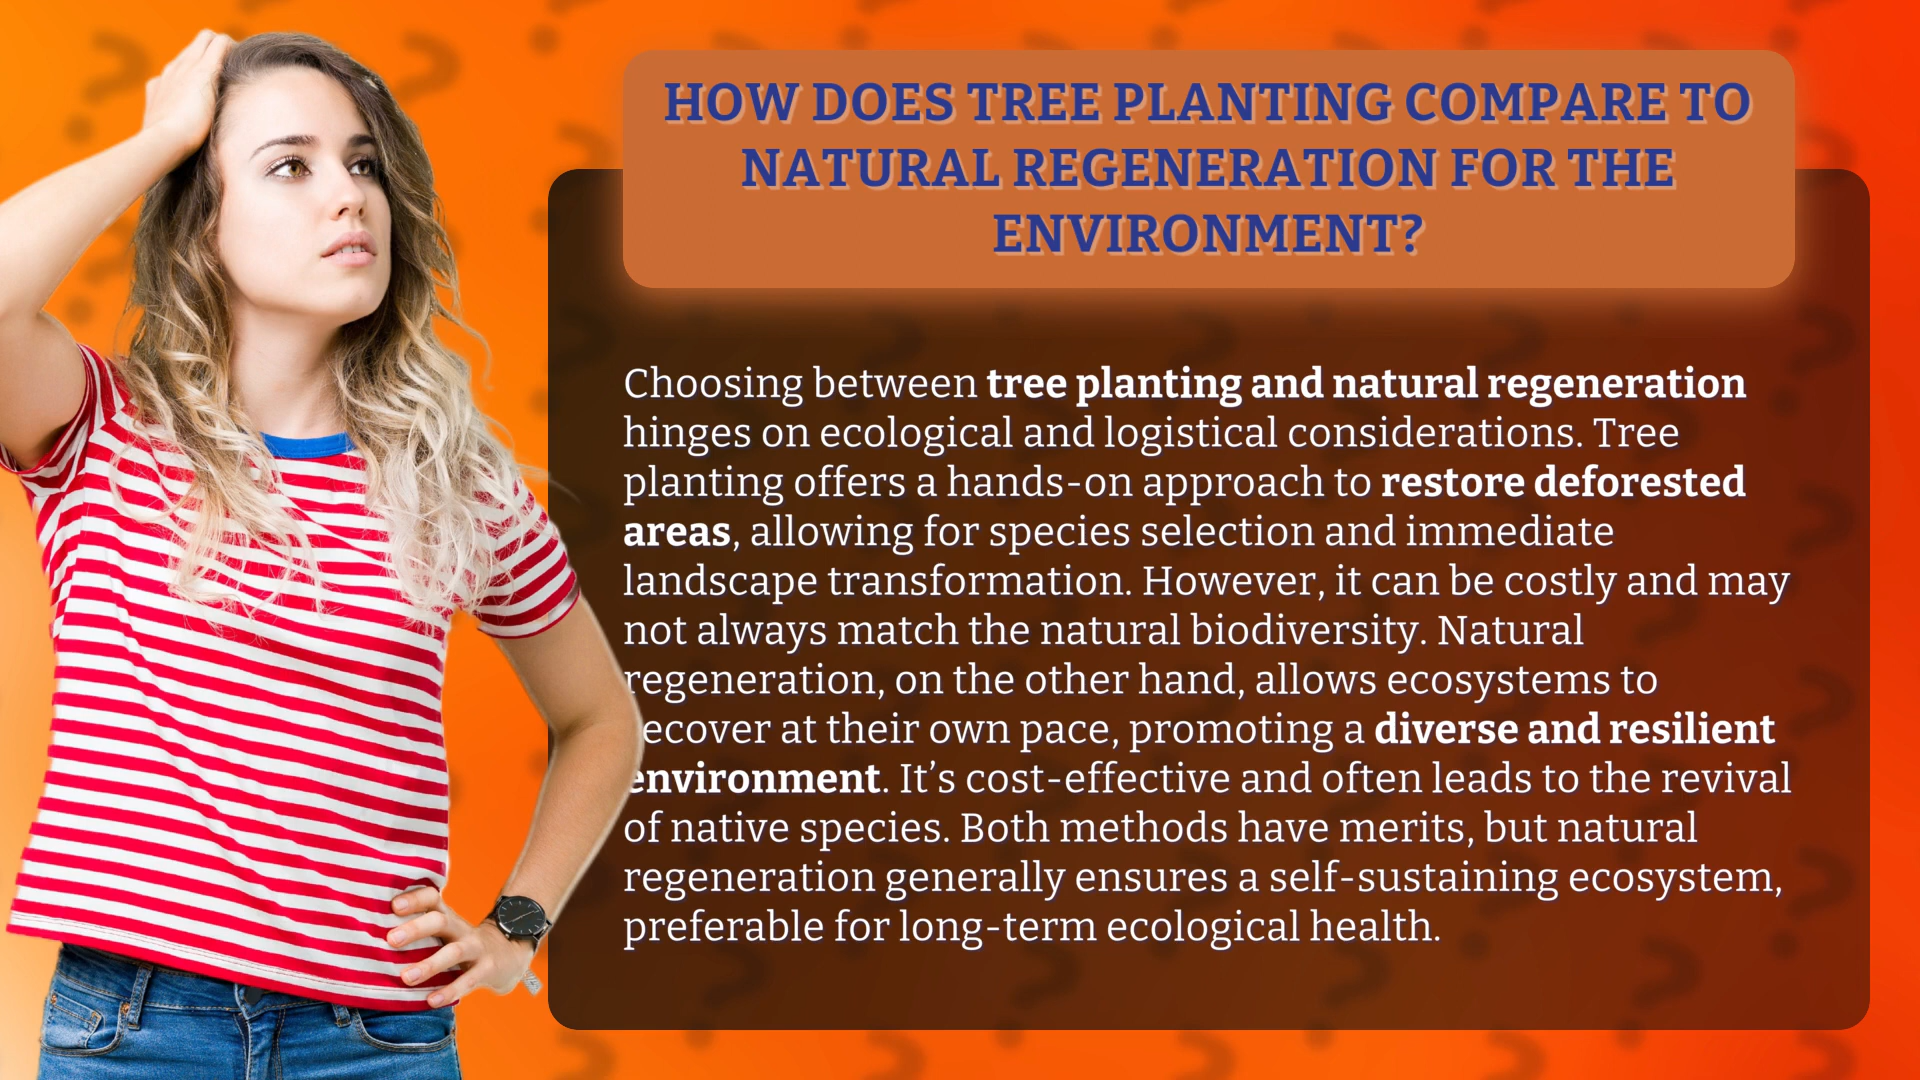 HOW DOES TREE PLANTING COMPARE TO
NATURAL REGENERATION FOR THE
ENVIRONMENT?
Choosing between tree planting and natural regeneration
hinges on ecological and logistical considerations. Tree
planting offers a hands-on approach to restore deforested
areas, allowing for species selection and immediate
landscape transformation. However, it can be costly and may
not always match the natural biodiversity. Natural
regeneration, on the other hand, allows ecosystems to
recover at their own pace, promoting a diverse and resilient
environment. It’s cost-effective and often leads to the revival
of native species. Both methods have merits, but natural
regeneration generally ensures a self-sustaining ecosystem,
preferable for long-term ecological health.